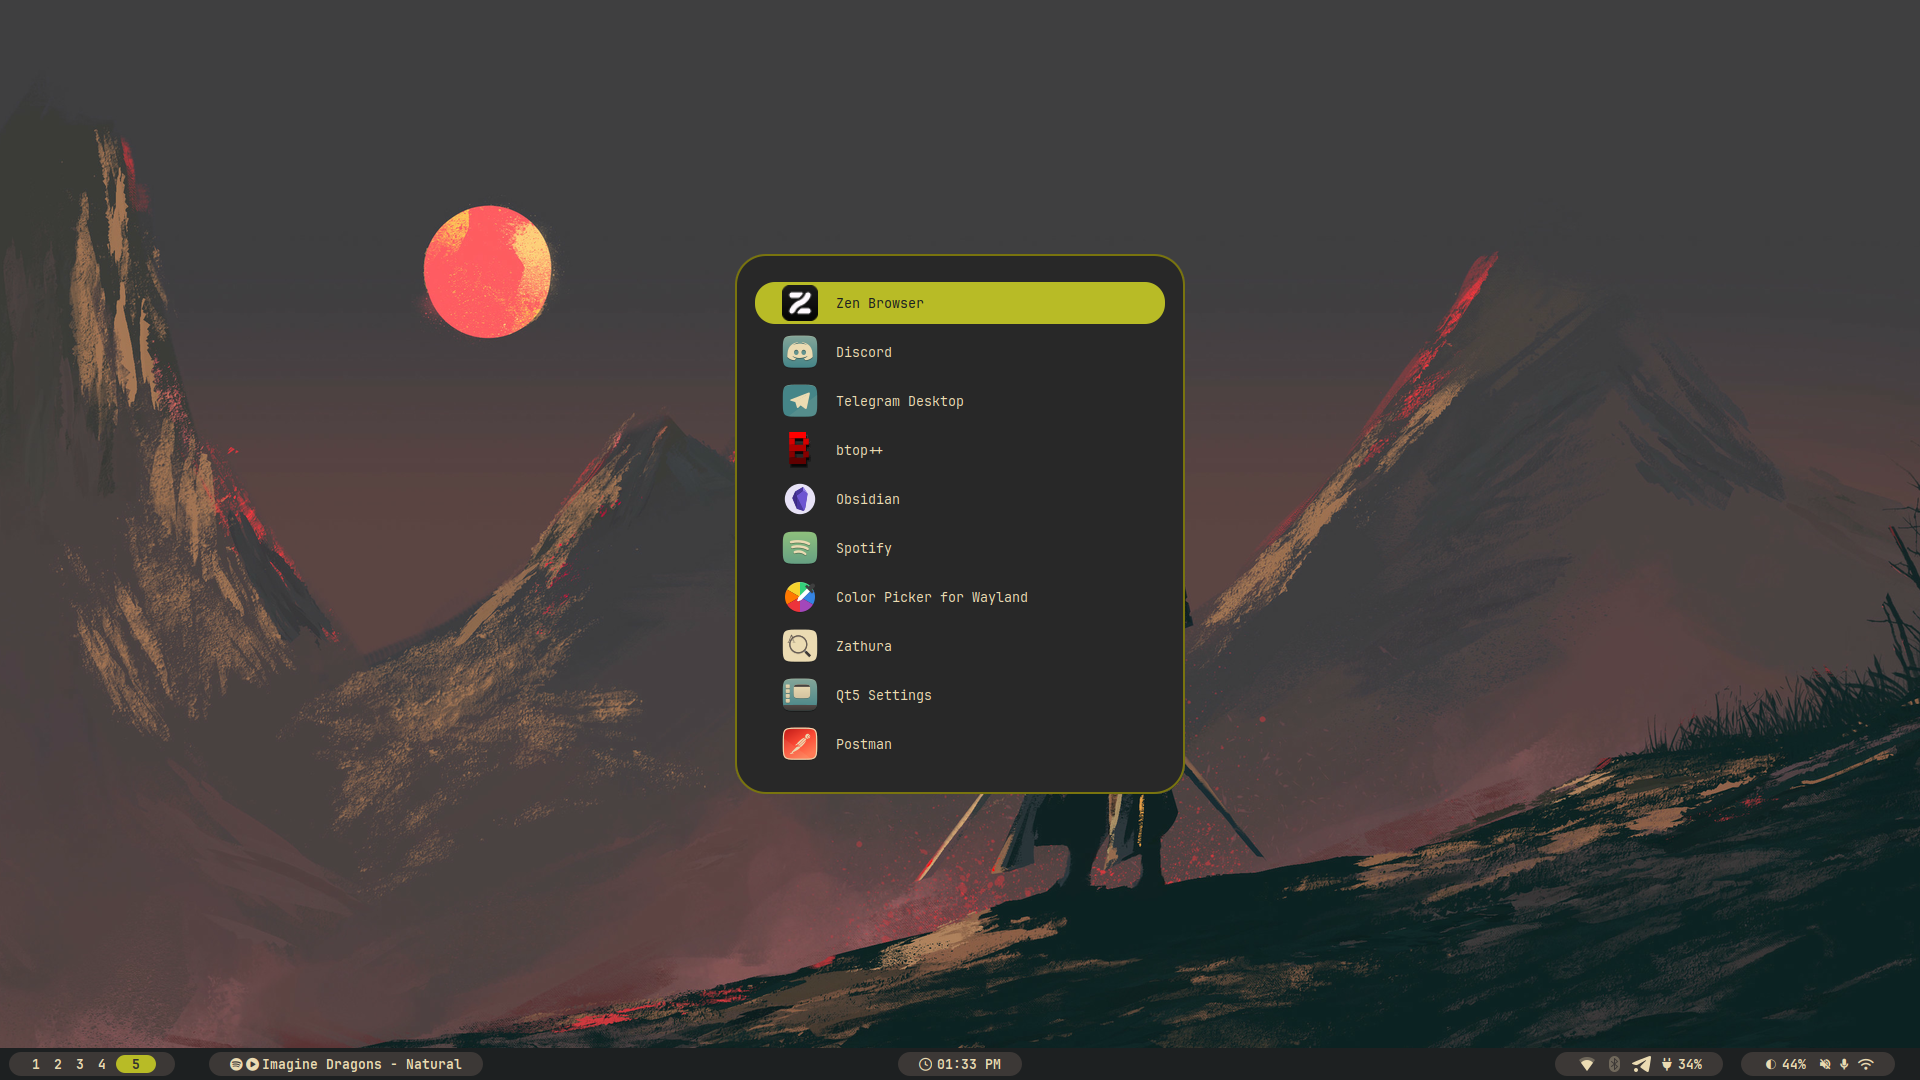 Zen Browser
Discord
Telegram Desktop
btop++
Obsidian
Spotify
Color Picker for Wayland
Zathura
Qt5 Settings
Postman
1 2 3 4 5
Imagine Dragons - Natural
01:33 PM
34%
44%